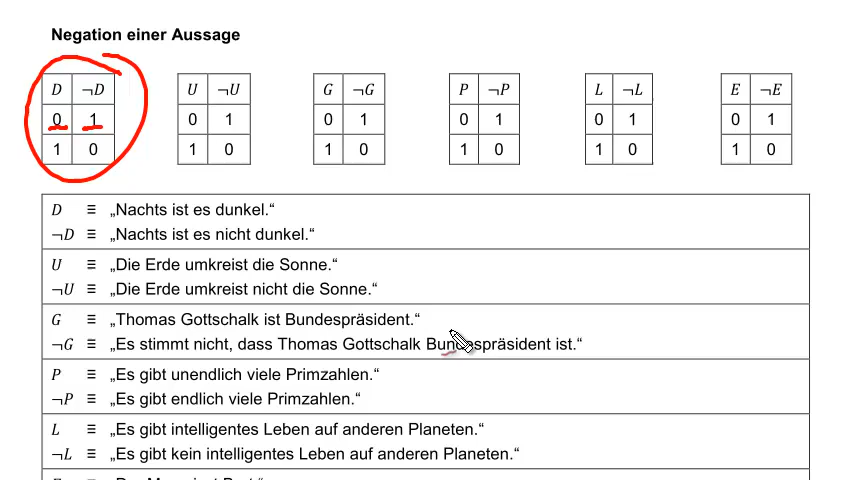 Negation einer Aussage
D ¬D U ¬U G ¬G P ¬P L ¬L E ¬E
0 1 0 1 0 1 0 1 0 1 0 1
1 0 1 0 1 0 1 0 1 0 1 0
D ≡ „Nachts ist es dunkel.“
¬D ≡ „Nachts ist es nicht dunkel.“
U ≡ „Die Erde umkreist die Sonne.“
¬U ≡ „Die Erde umkreist nicht die Sonne.“
G ≡ „Thomas Gottschalk ist Bundespräsident.“
¬G ≡ „Es stimmt nicht, dass Thomas Gottschalk Bundespräsident ist.“
P ≡ „Es gibt unendlich viele Primzahlen.“
¬P ≡ „Es gibt endlich viele Primzahlen.“
L ≡ „Es gibt intelligentes Leben auf anderen Planeten.“
¬L ≡ „Es gibt kein intelligentes Leben auf anderen Planeten.“